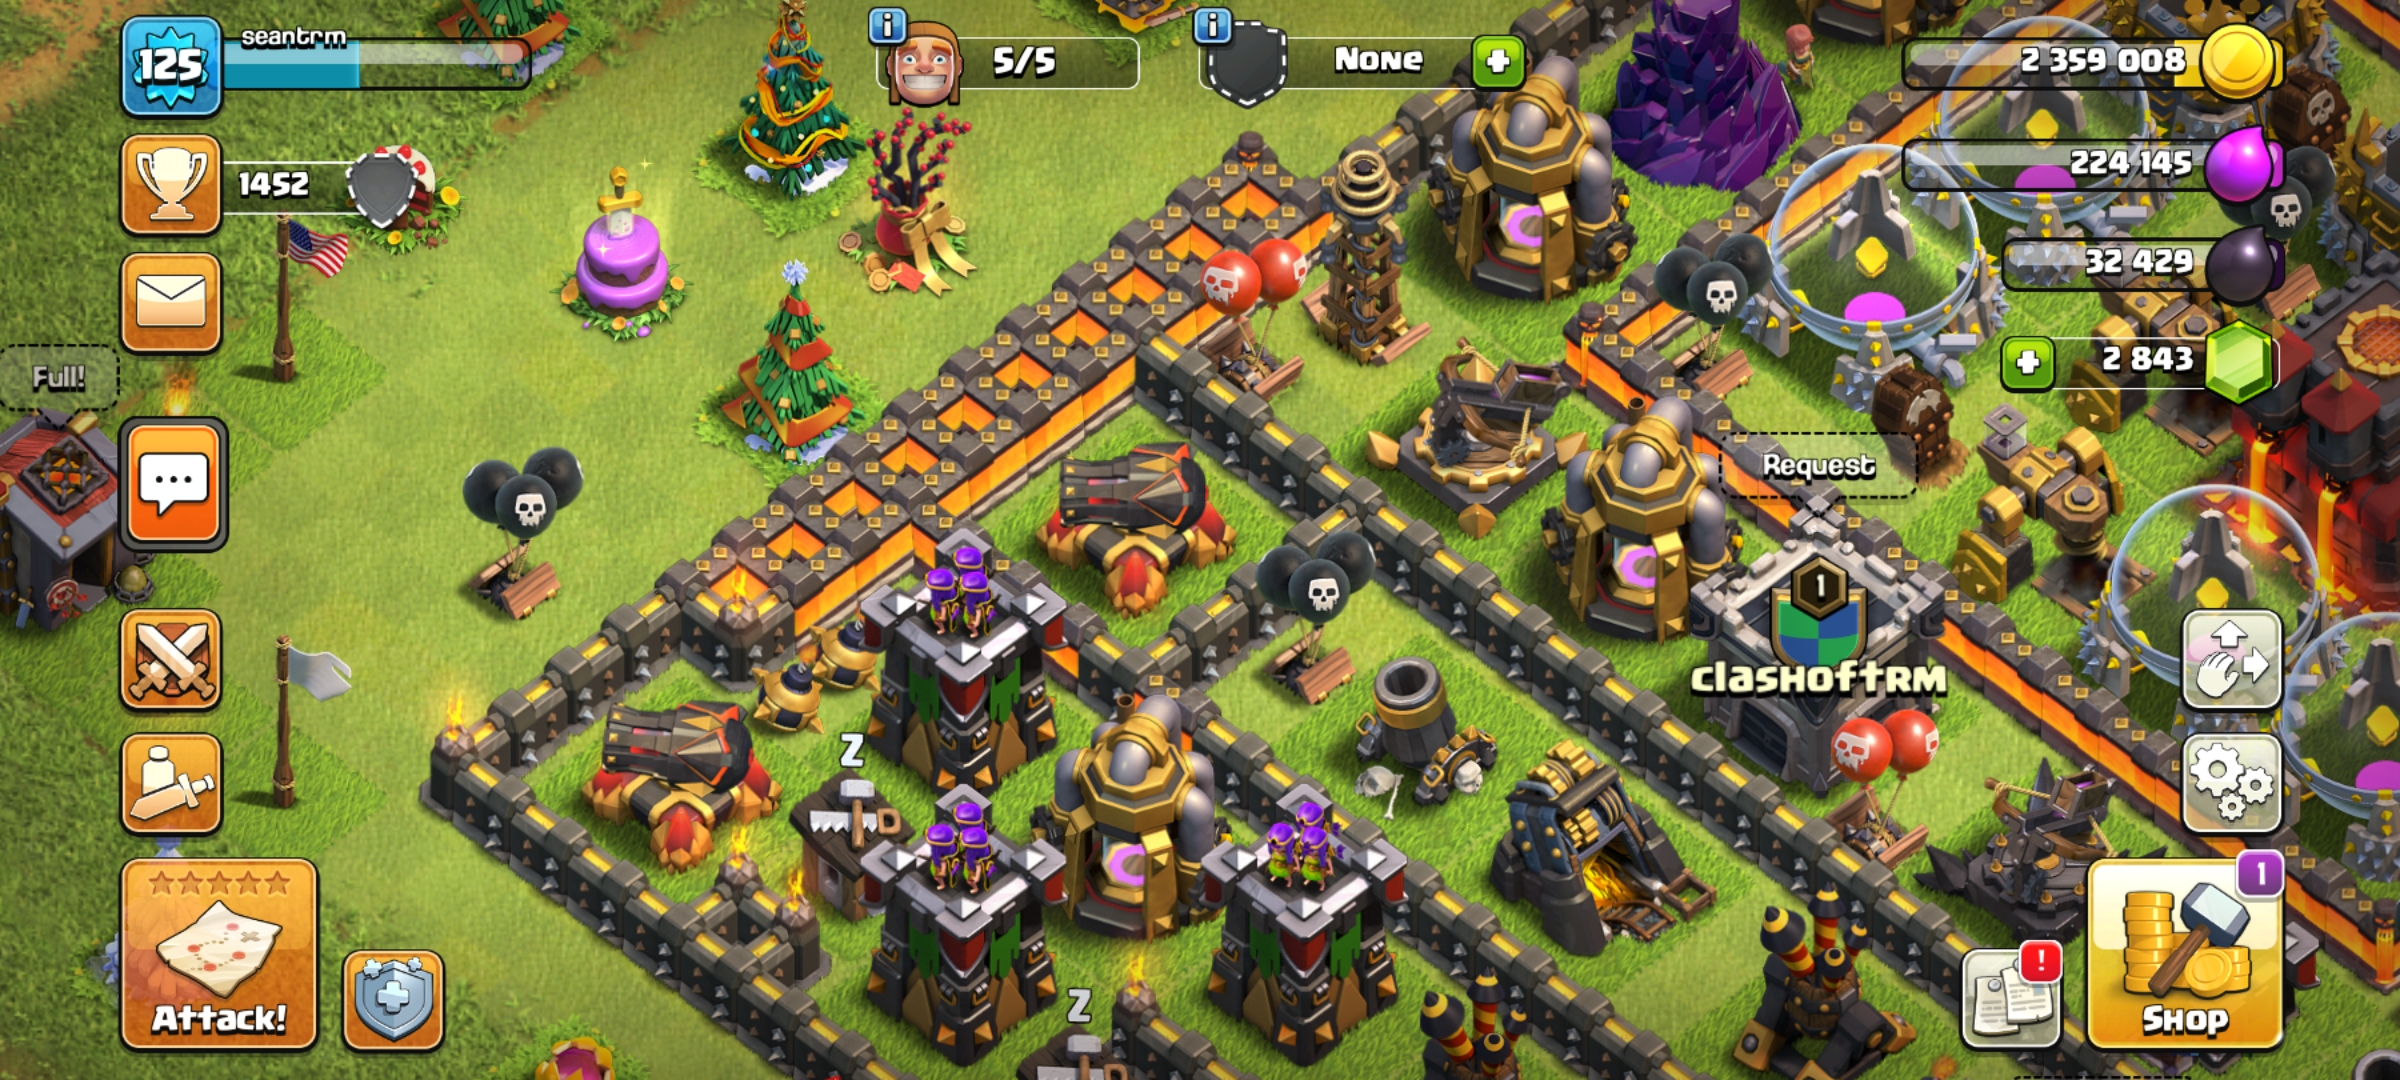 125
seantrm
5/5
None
2 359 008
1452
224 145
32 429
2 843
Full!
Request
1
clashoftRM
Z
Z
1
!
Attack!
Shop